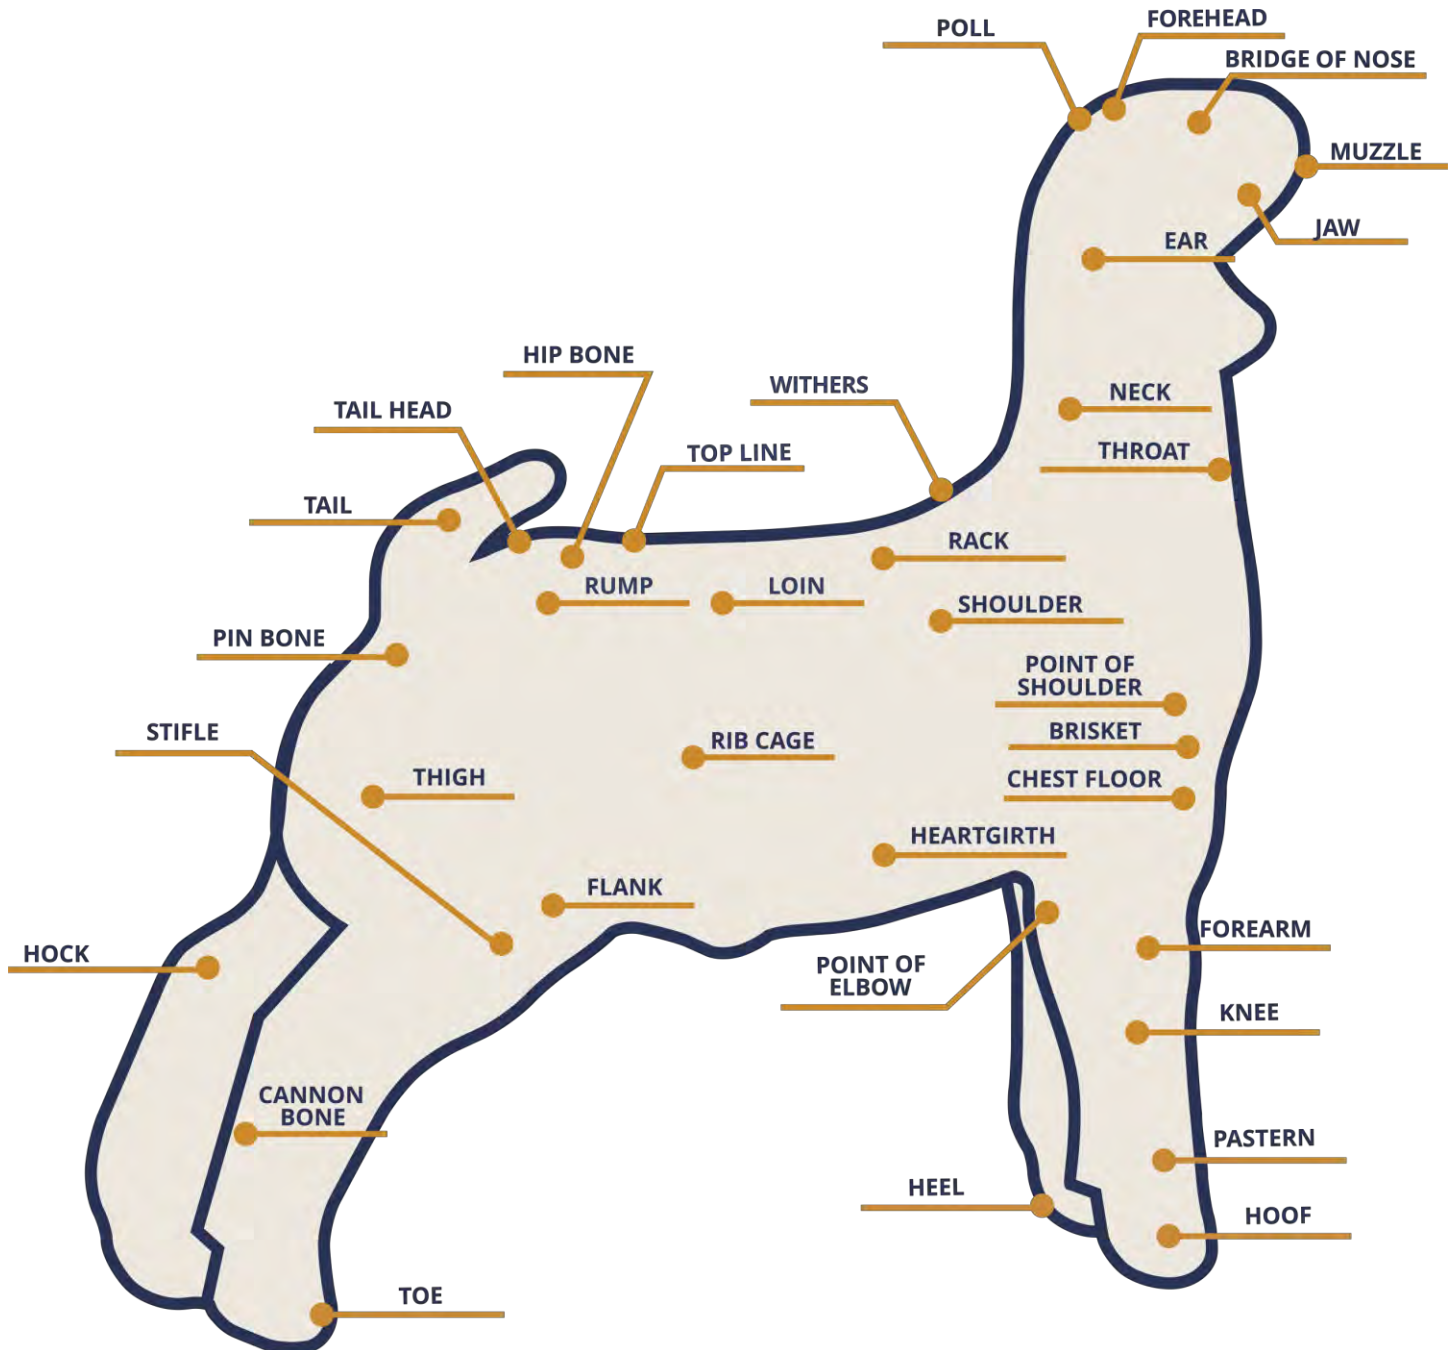 FOREHEAD
POLL
BRIDGE OF NOSE
MUZZLE
JAW
EAR
HIP BONE
WITHERS
NECK
TAIL HEAD
THROAT
TOP LINE
TAIL
RACK
RUMP
LOIN
SHOULDER
PIN BONE
POINT OF
SHOULDER
STIFLE
BRISKET
RIB CAGE
THIGH
CHEST FLOOR
HEARTGIRTH
FLANK
FOREARM
HOCK
POINT OF
ELBOW
KNEE
CANNON
BONE
PASTERN
HEEL
HOOF
TOE